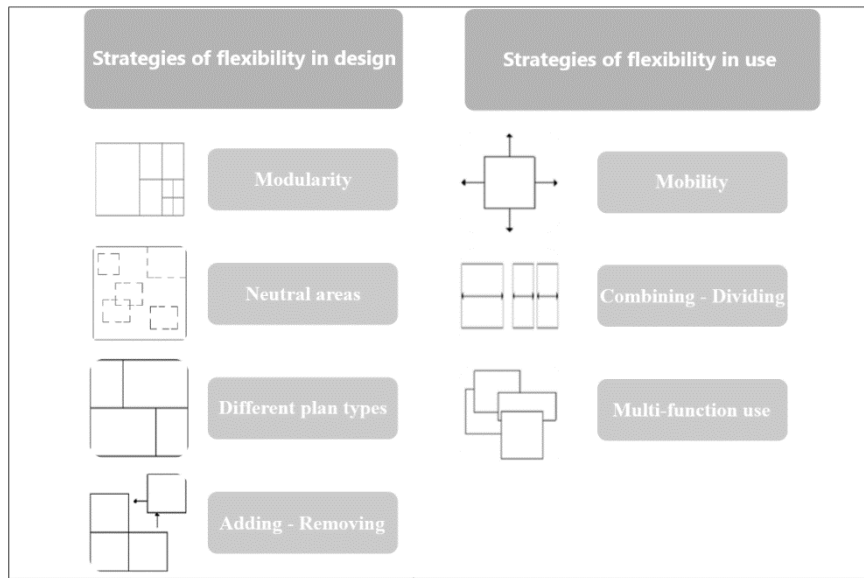 Strategies of flexibility in design
Modularity
Neutral areas
Different plan types
Adding - Removing
Strategies of flexibility in use
Mobility
Combining - Dividing
Multi-function use